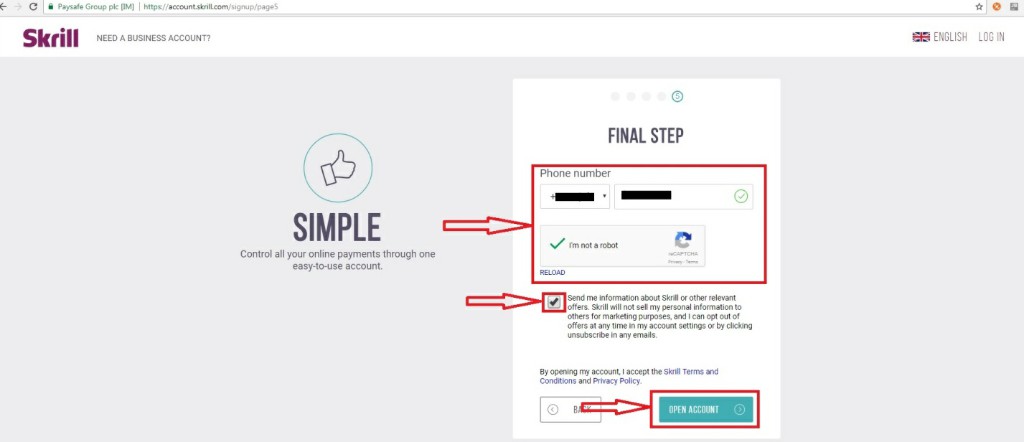 Paysafe Group plc [IM] https://account.skrill.com/signup/page5
Skrill NEED A BUSINESS ACCOUNT? ENGLISH LOG IN
5
FINAL STEP
Phone number
+
I'm not a robot
reCAPTCHA
Privacy - Terms
RELOAD
SIMPLE
Control all your online payments through one
easy-to-use account.
Send me information about Skrill or other relevant
offers. Skrill will not sell my personal information to
others for marketing purposes, and I can opt out of
offers at any time in my account settings or by clicking
unsubscribe in any emails.
By opening my account, I accept the Skrill Terms and
Conditions and Privacy Policy.
BACK OPEN ACCOUNT